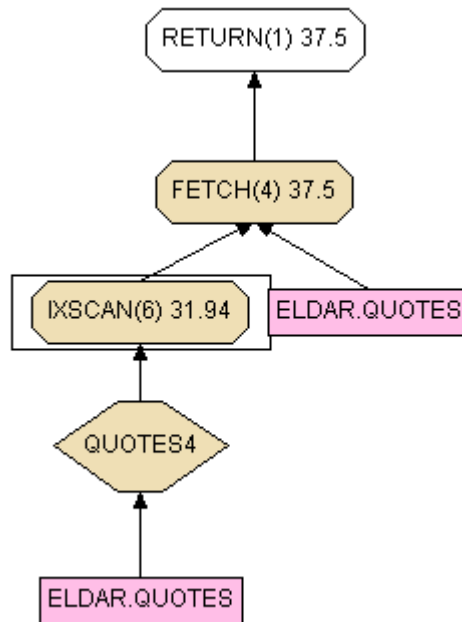 RETURN(1) 37.5
FETCH(4) 37.5
IXSCAN(6) 31.94
ELDAR.QUOTES
QUOTES4
ELDAR.QUOTES